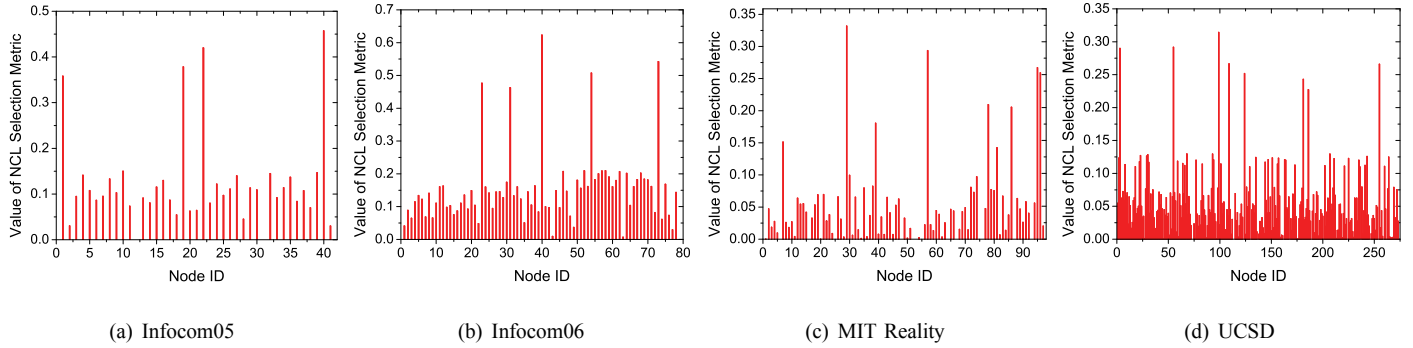 Value of NCL Selection Metric
0.5
0.4
0.3
0.2
0.1
0.0
0 5 10 15 20 25 30 35 40
Node ID
(a) Infocom05
Value of NCL Selection Metric
0.7
0.6
0.5
0.4
0.3
0.2
0.1
0.0
0 10 20 30 40 50 60 70 80
Node ID
(b) Infocom06
Value of NCL Selection Metric
0.35
0.30
0.25
0.20
0.15
0.10
0.05
0.00
0 10 20 30 40 50 60 70 80 90
Node ID
(c) MIT Reality
Value of NCL Selection Metric
0.35
0.30
0.25
0.20
0.15
0.10
0.05
0.00
0 50 100 150 200 250
Node ID
(d) UCSD